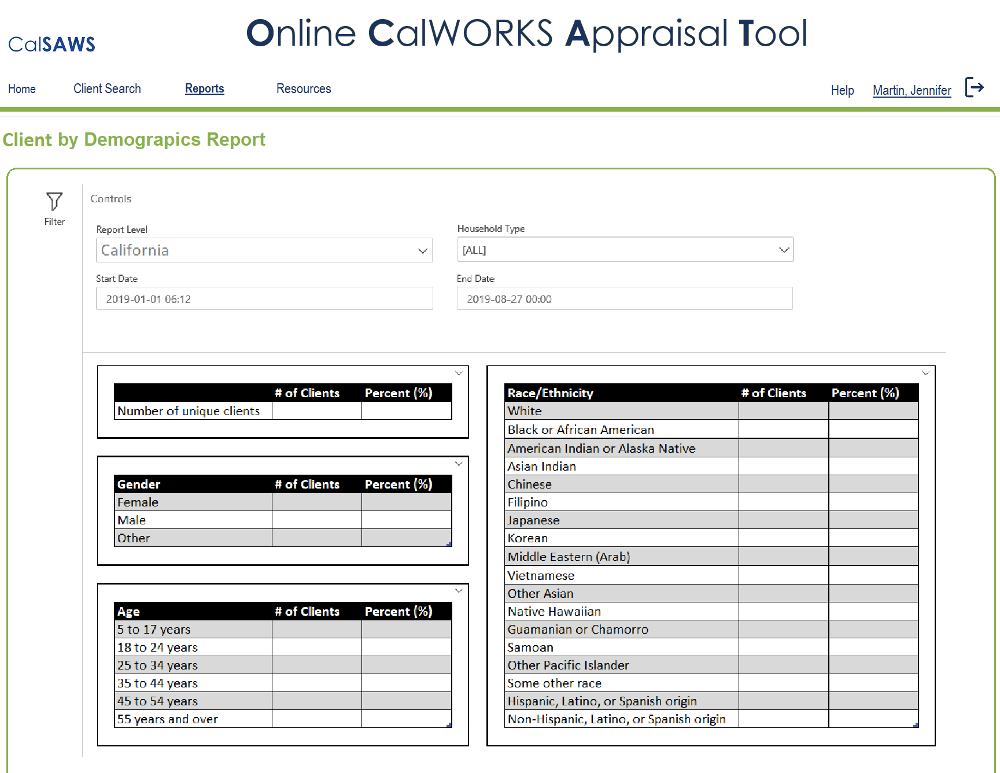 Online CalWORKS Appraisal Tool
CalSAWS
Home Client Search Reports Resources Help Martin, Jennifer
Client by Demograpics Report
Filter
Controls
Report Level Household Type
California [ALL]
Start Date End Date
2019-01-01 06:12 2019-08-27 00:00
# of Clients Percent (%)
Number of unique clients
Gender # of Clients Percent (%)
Female
Male
Other
Age # of Clients Percent (%)
5 to 17 years
18 to 24 years
25 to 34 years
35 to 44 years
45 to 54 years
55 years and over
Race/Ethnicity # of Clients Percent (%)
White
Black or African American
American Indian or Alaska Native
Asian Indian
Chinese
Filipino
Japanese
Korean
Middle Eastern (Arab)
Vietnamese
Other Asian
Native Hawaiian
Guamanian or Chamorro
Samoan
Other Pacific Islander
Some other race
Hispanic, Latino, or Spanish origin
Non-Hispanic, Latino, or Spanish origin